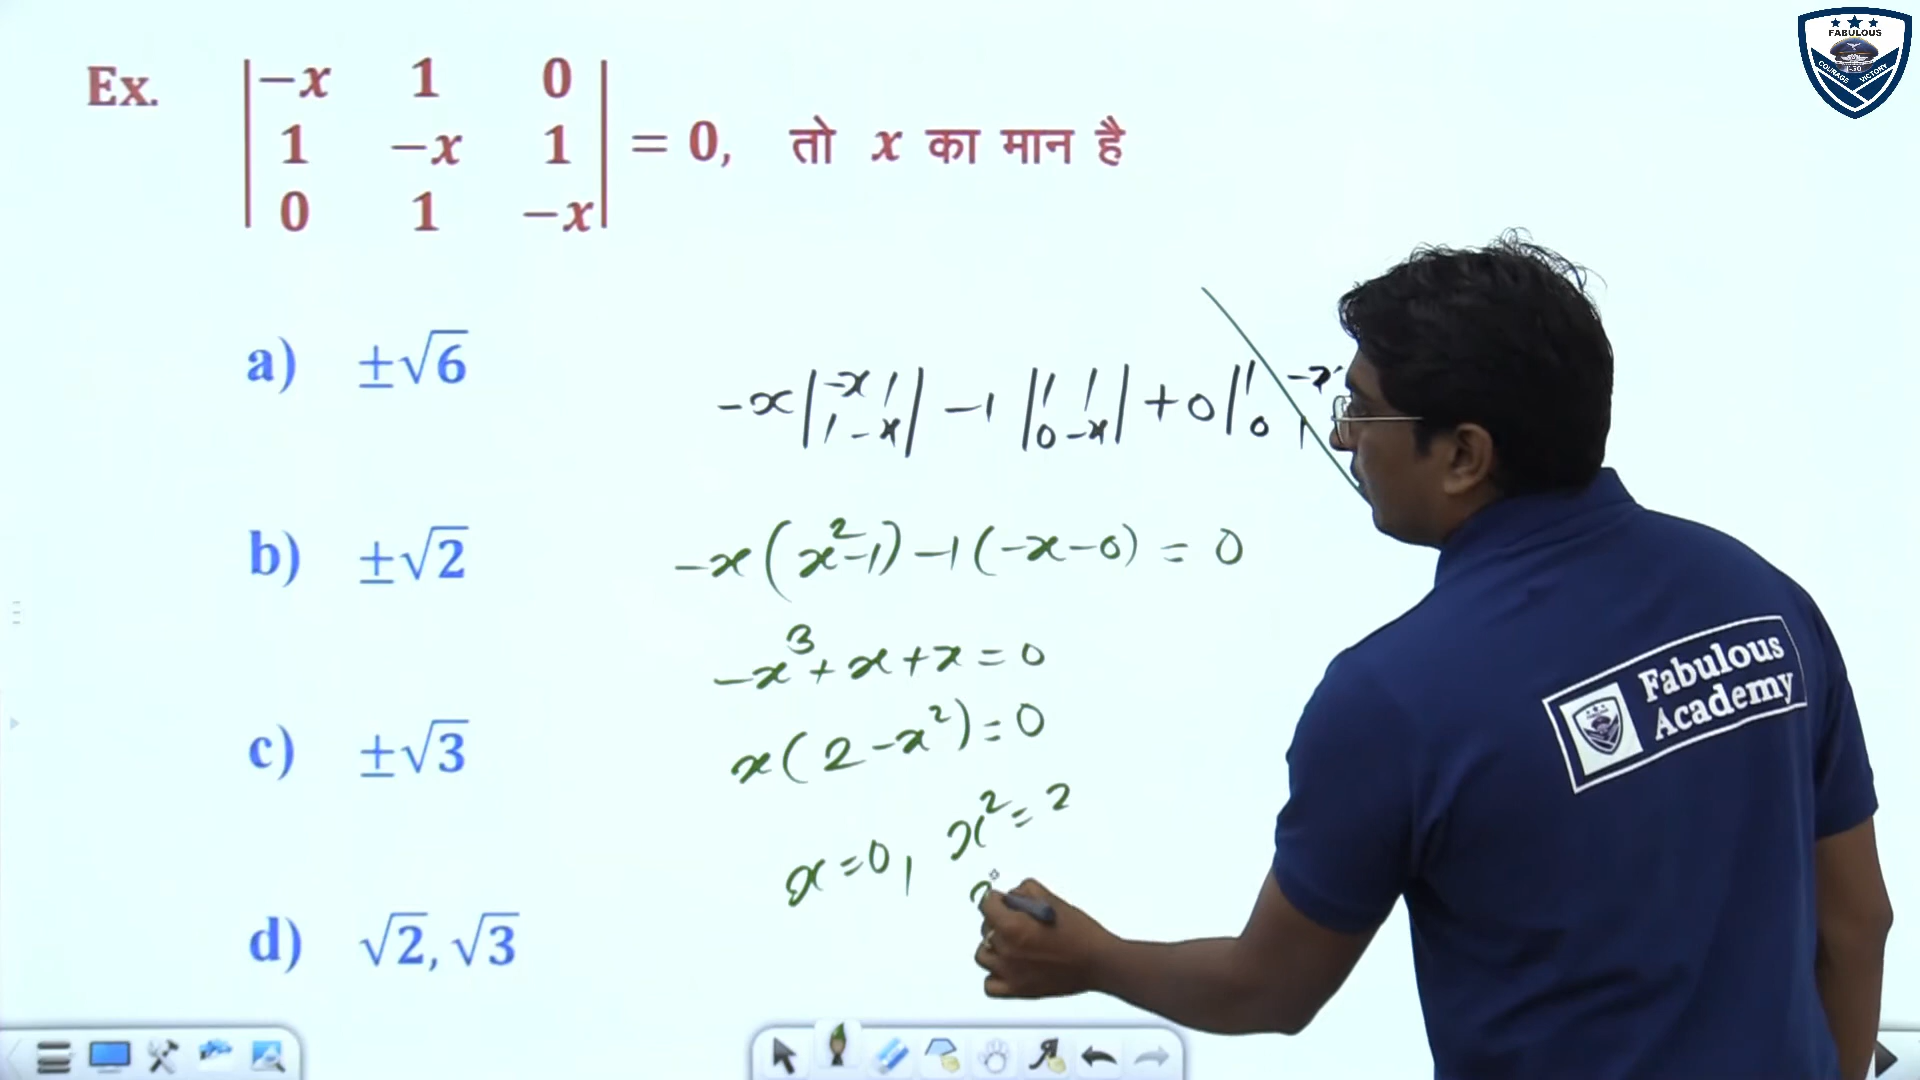 Ex. |−x 1 0|
|1 −x 1| = 0, तो x का मान है
|0 1 −x|
a) ±√6
b) ±√2
c) ±√3
d) √2, √3
−x |−x 1| −1 |1 1| +0 |1 −x
|1 −x| |0 −x| |0 1
−x(x²−1) −1(−x−0) = 0
−x³+x+x=0
x(2−x²)=0
x=0, x²=2
FABULOUS
COURAGE VICTORY
Fabulous
Academy